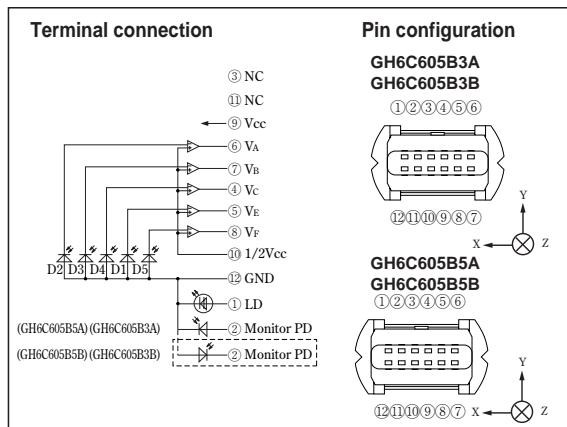 Terminal connection
③ NC
⑪ NC
⑨ Vcc
⑥ VA
⑦ VB
④ VC
⑤ VE
⑧ VF
⑩ 1/2Vcc
D2 D3 D4 D1 D5
⑫ GND
① LD
(GH6C605B5A) (GH6C605B3A) ② Monitor PD
(GH6C605B5B) (GH6C605B3B) ② Monitor PD
Pin configuration
GH6C605B3A
GH6C605B3B
①②③④⑤⑥
⑫⑪⑩⑨⑧⑦
Y
X Z
GH6C605B5A
GH6C605B5B
①②③④⑤⑥
Y
⑫⑪⑩⑨⑧⑦ X Z